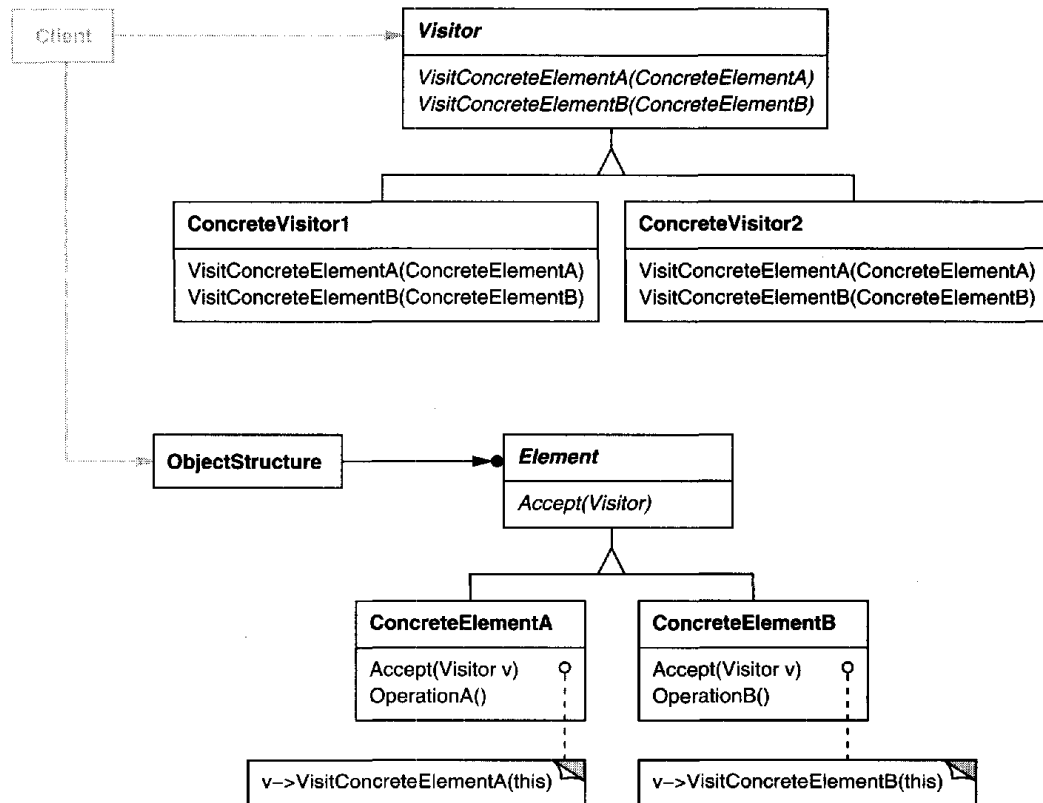 Client
Visitor
VisitConcreteElementA(ConcreteElementA)
VisitConcreteElementB(ConcreteElementB)
ConcreteVisitor1
VisitConcreteElementA(ConcreteElementA)
VisitConcreteElementB(ConcreteElementB)
ConcreteVisitor2
VisitConcreteElementA(ConcreteElementA)
VisitConcreteElementB(ConcreteElementB)
ObjectStructure
Element
Accept(Visitor)
ConcreteElementA
Accept(Visitor v)
OperationA()
ConcreteElementB
Accept(Visitor v)
OperationB()
v–>VisitConcreteElementA(this)
v–>VisitConcreteElementB(this)